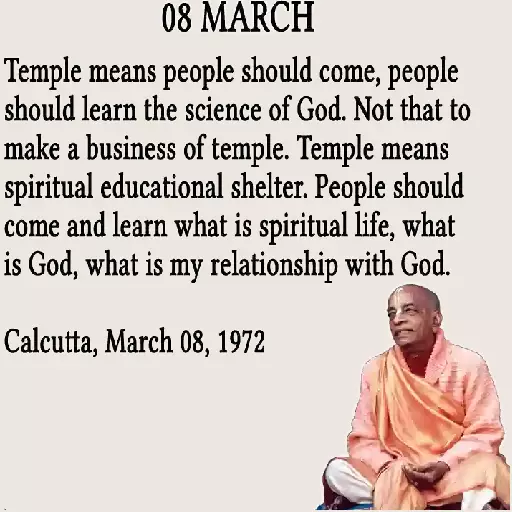 08 MARCH
Temple means people should come, people
should learn the science of God. Not that to
make a business of temple. Temple means
spiritual educational shelter. People should
come and learn what is spiritual life, what
is God, what is my relationship with God.
Calcutta, March 08, 1972